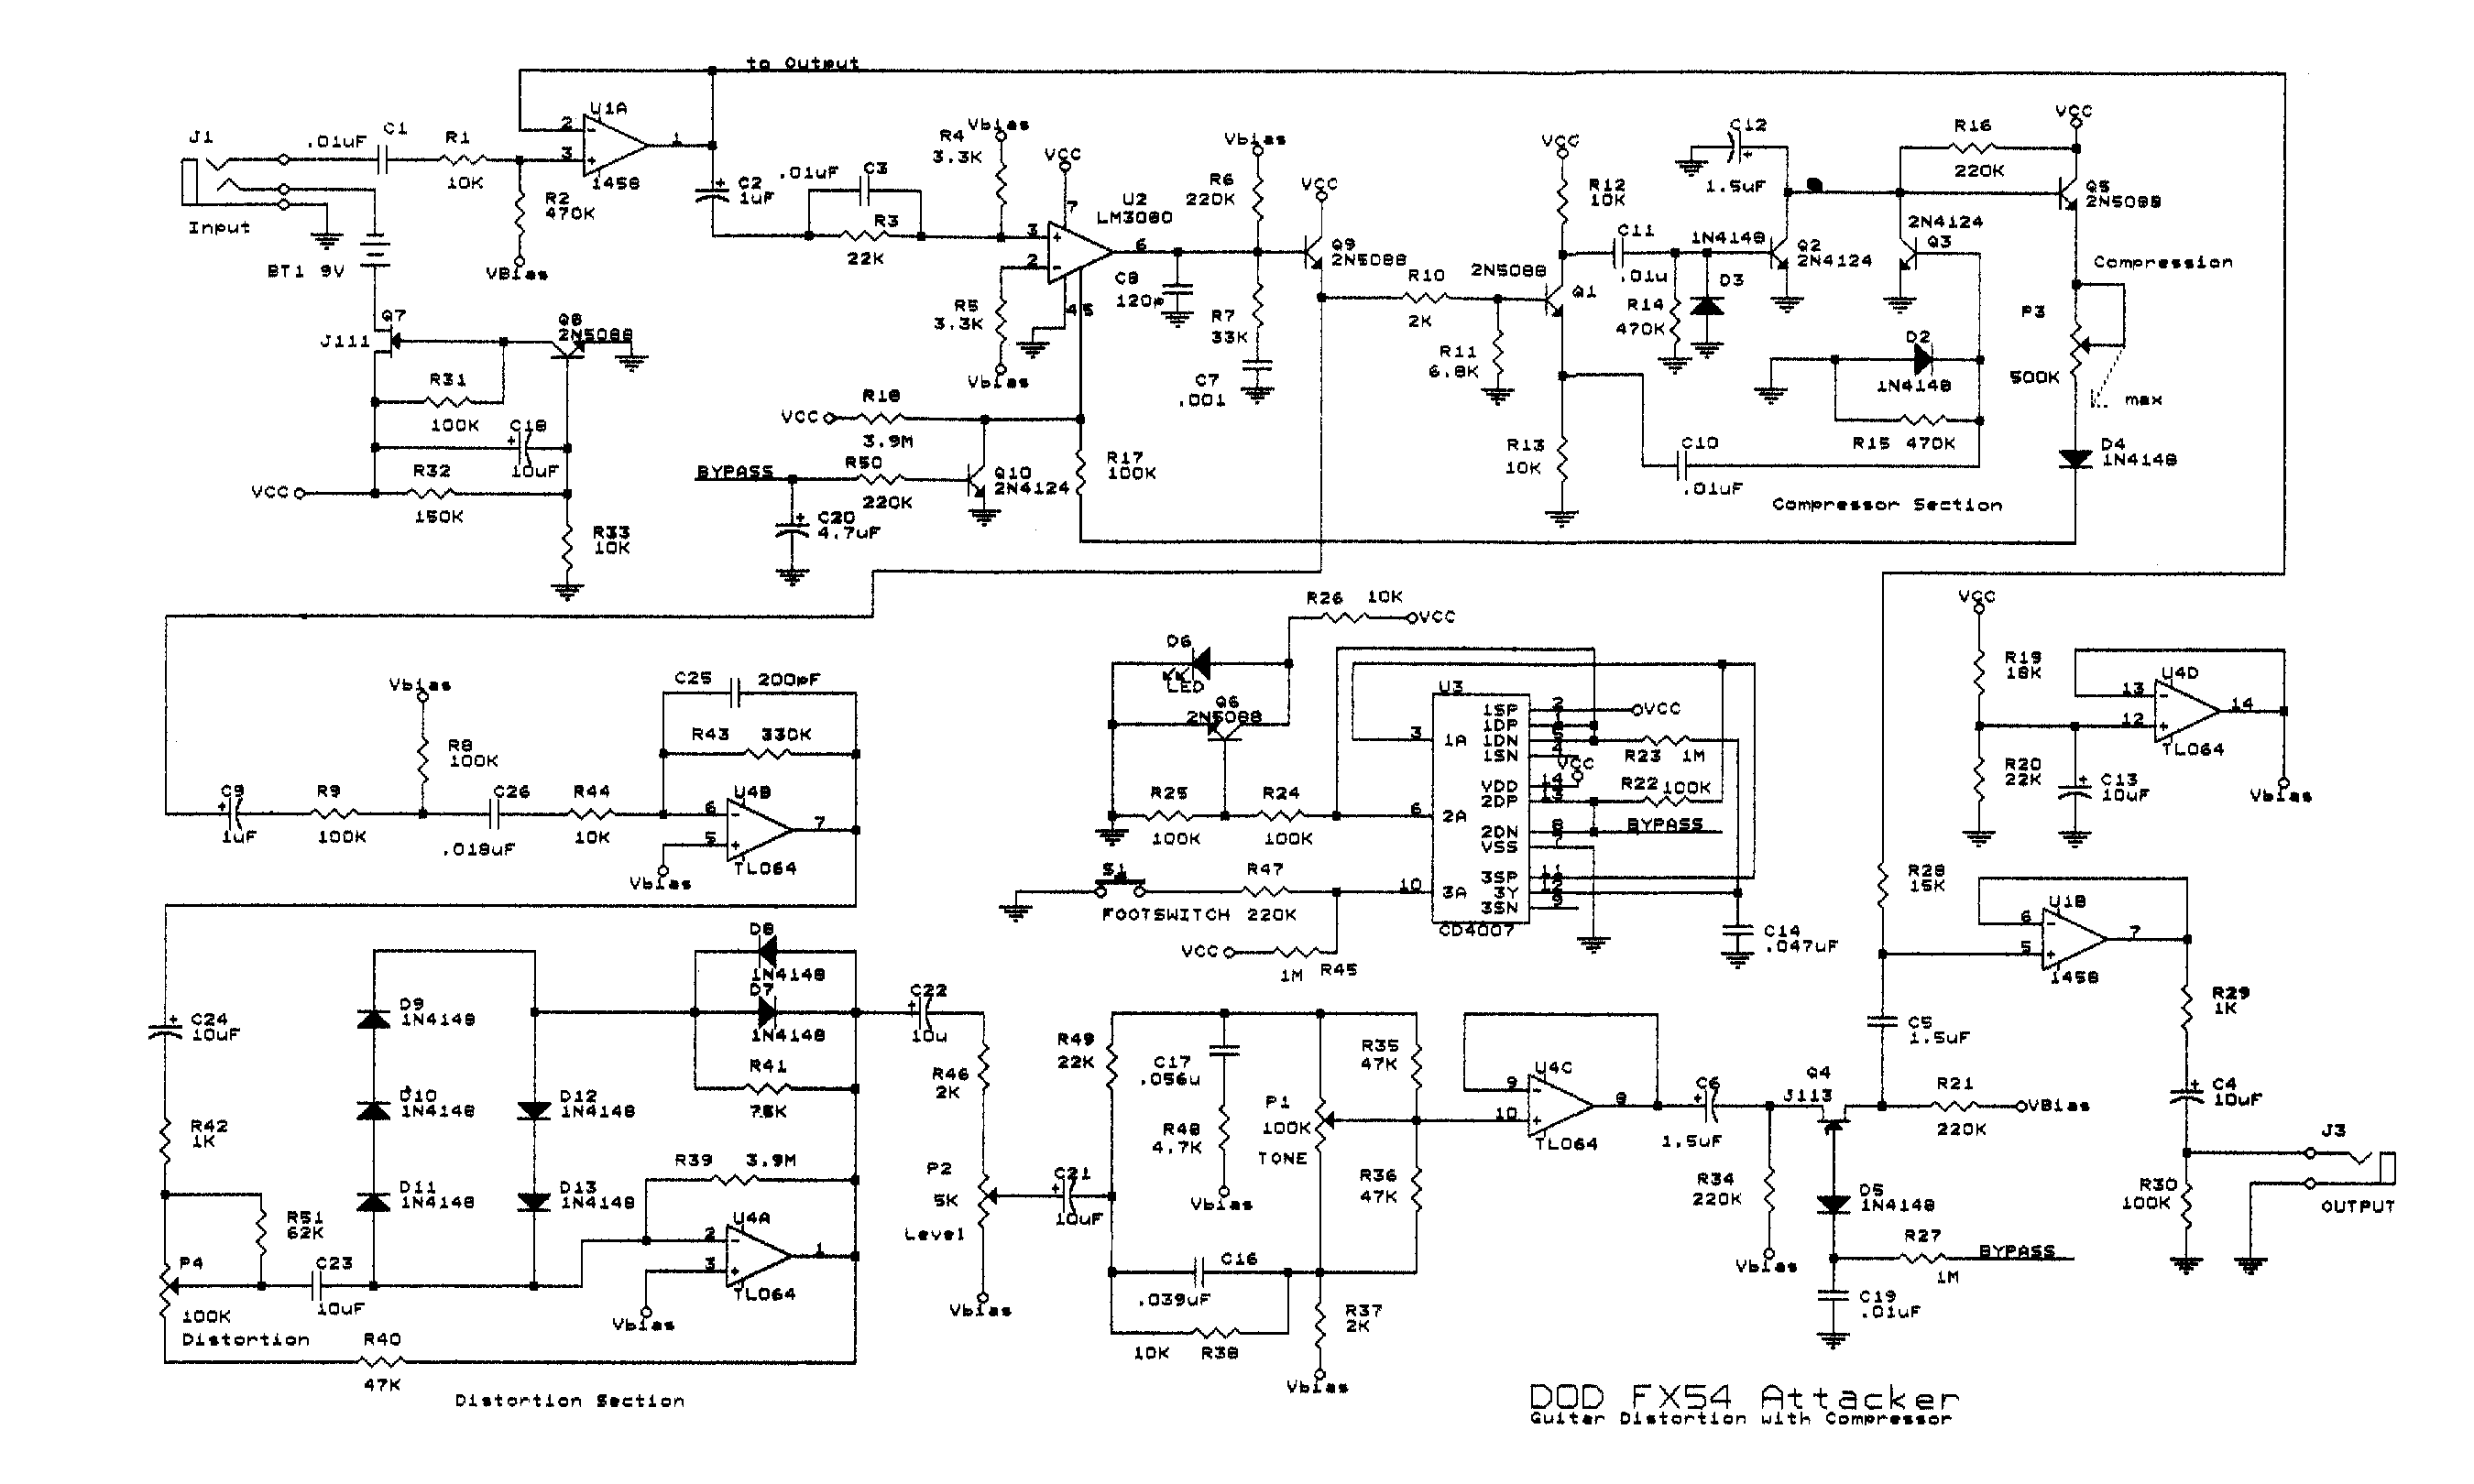 to Output
J1
.01uF C1
R1
10K
U1A
2
3
1
1458
Input
R2
470K
VBias
BT1 9V
C2
1uF
.01uF C3
R3
22K
R4
3.3K
Vbias
VCC
7
U2
LM3080
3
2
6
4 5
R5
3.3K
Vbias
C8
120p
Vbias
R6
220K
R7
33K
C7
.001
VCC
Q9
2N5088
R10
2K
R11
6.8K
VCC
R12
10K
2N5088
Q1
R13
10K
C11
.01u
R14
470K
1N4148
D3
C12
1.5uF
Q2
2N4124
2N4124
Q3
R16
220K
VCC
Q5
2N5088
Compression
P3
500K
max
D2
1N4148
R15 470K
C10
.01uF
D4
1N4148
Compressor Section
Q7
J111
Q8
2N5088
R31
100K
C18
10uF
R32
150K
VCC
R33
10K
VCC
R18
3.9M
BYPASS
R50
220K
Q10
2N4124
R17
100K
C20
4.7uF
Vbias
R8
100K
C9
1uF
R9
100K
C26
.018uF
R44
10K
C25 200pF
R43 330K
U4B
6
5
7
TL064
Vbias
R26 10K
VCC
D6
LED
Q6
2N5088
R25
100K
R24
100K
U3
3 1A
6 2A
10 3A
1SP 2
1DP
1DN
1SN
VDD 14
2DP
2DN
VSS
3SP 11
3Y
3SN
CD4007
VCC
VCC
R23 1M
R22 100K
BYPASS
S1
FOOTSWITCH
R47
220K
VCC
1M R45
C14
.047uF
VCC
R19
18K
R20
22K
C13
10uF
U4D
13
12
14
TL064
Vbias
R28
15K
U1B
6
5
7
1458
R29
1K
C4
10uF
R30
100K
J3
OUTPUT
C24
10uF
R42
1K
R51
62K
P4
100K
Distortion
C23
10uF
R40
47K
D9
1N4148
D10
1N4148
D11
1N4148
D12
1N4148
D13
1N4148
D8
1N4148
D7
1N4148
R41
75K
R39 3.9M
U4A
2
3
1
TL064
Vbias
Distortion Section
C22
10u
R46
2K
P2
5K
Level
Vbias
C21
10uF
R49
22K
C17
.056u
R48
4.7K
Vbias
P1
100K
TONE
R35
47K
R36
47K
C16
.039uF
10K R38
R37
2K
Vbias
U4C
9
10
8
TL064
C6
1.5uF
R34
220K
Vbias
Q4
J113
C5
1.5uF
R21
220K
VBias
D5
1N4148
R27
1M
BYPASS
C19
.01uF
DOD FX54 Attacker
Guitar Distortion with Compressor